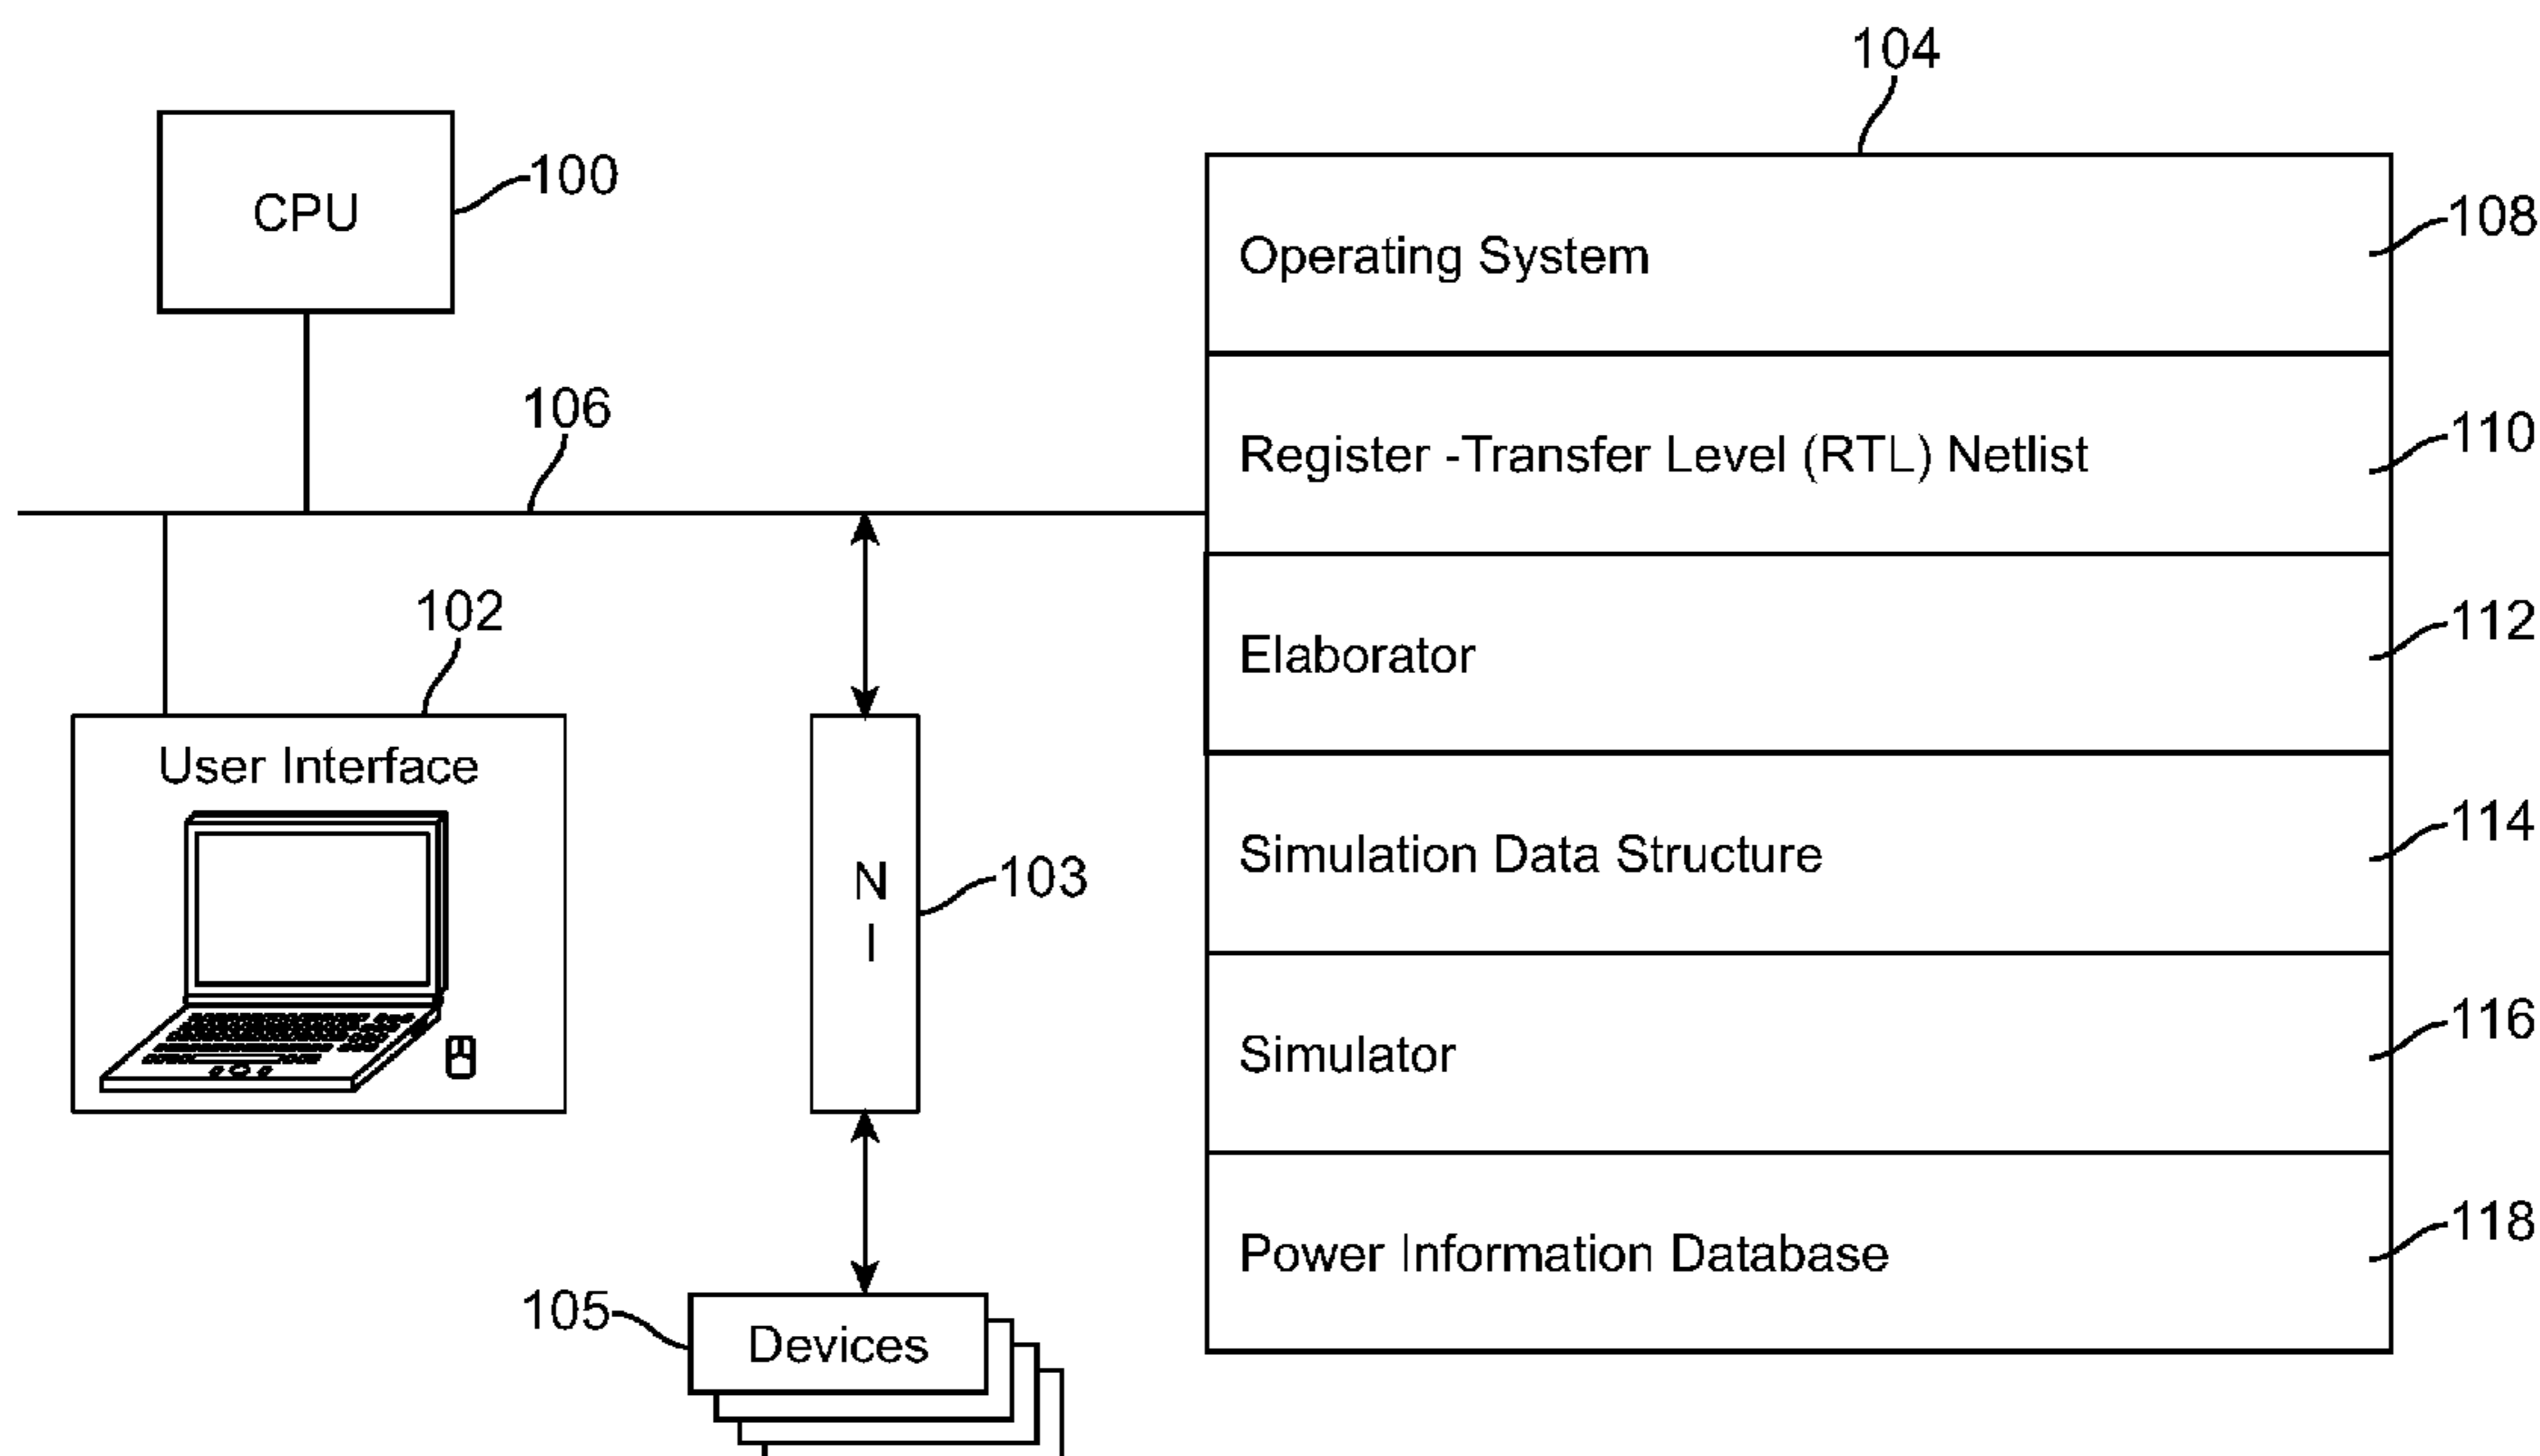 104
CPU
100
108
Operating System
106
110
Register -Transfer Level (RTL) Netlist
102
112
Elaborator
User Interface
114
Simulation Data Structure
N
I
103
116
Simulator
118
Power Information Database
105
Devices